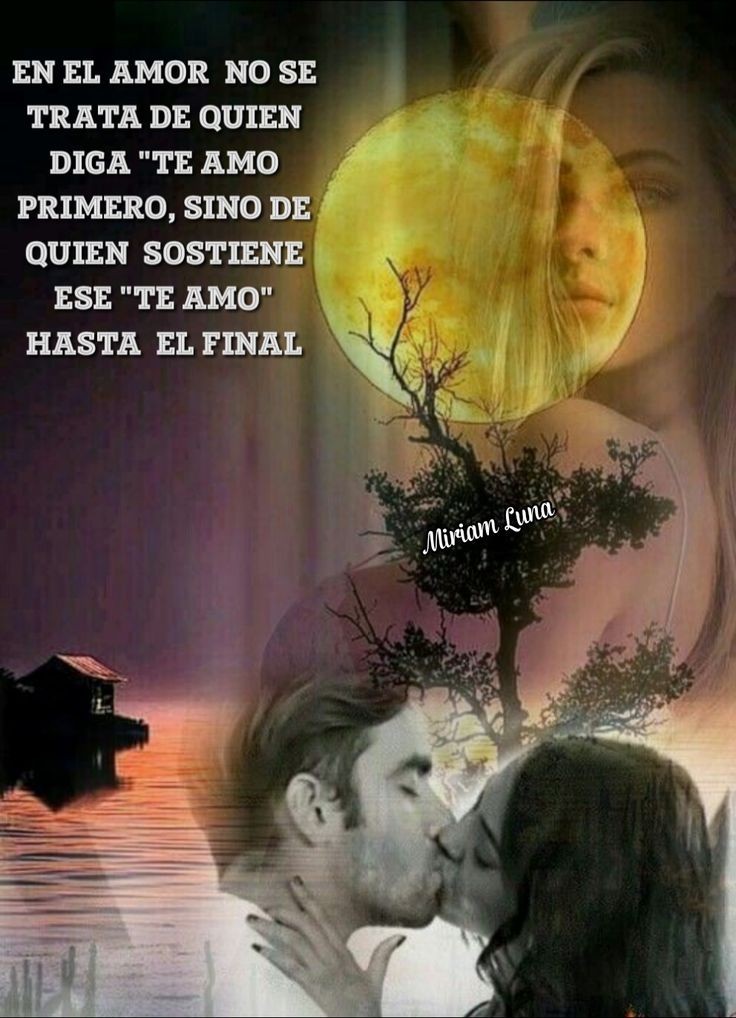 EN EL AMOR NO SE
TRATA DE QUIEN
DIGA "TE AMO
PRIMERO, SINO DE
QUIEN SOSTIENE
ESE "TE AMO"
HASTA EL FINAL
Miriam Luna